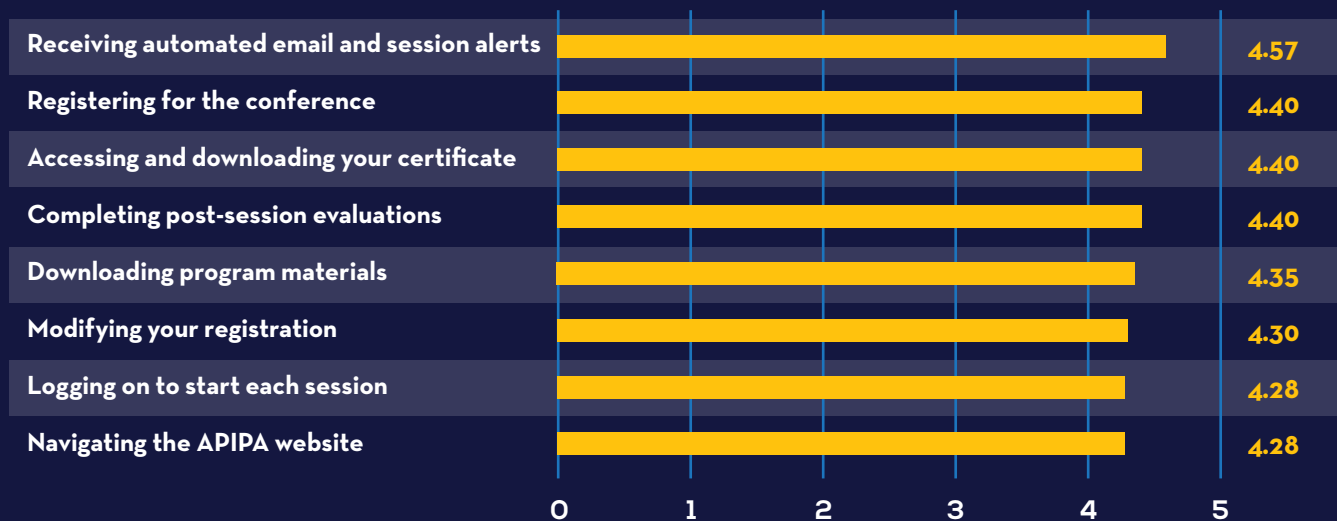 Receiving automated email and session alerts 4.57
Registering for the conference 4.40
Accessing and downloading your certificate 4.40
Completing post-session evaluations 4.40
Downloading program materials 4.35
Modifying your registration 4.30
Logging on to start each session 4.28
Navigating the APIPA website 4.28
0 1 2 3 4 5